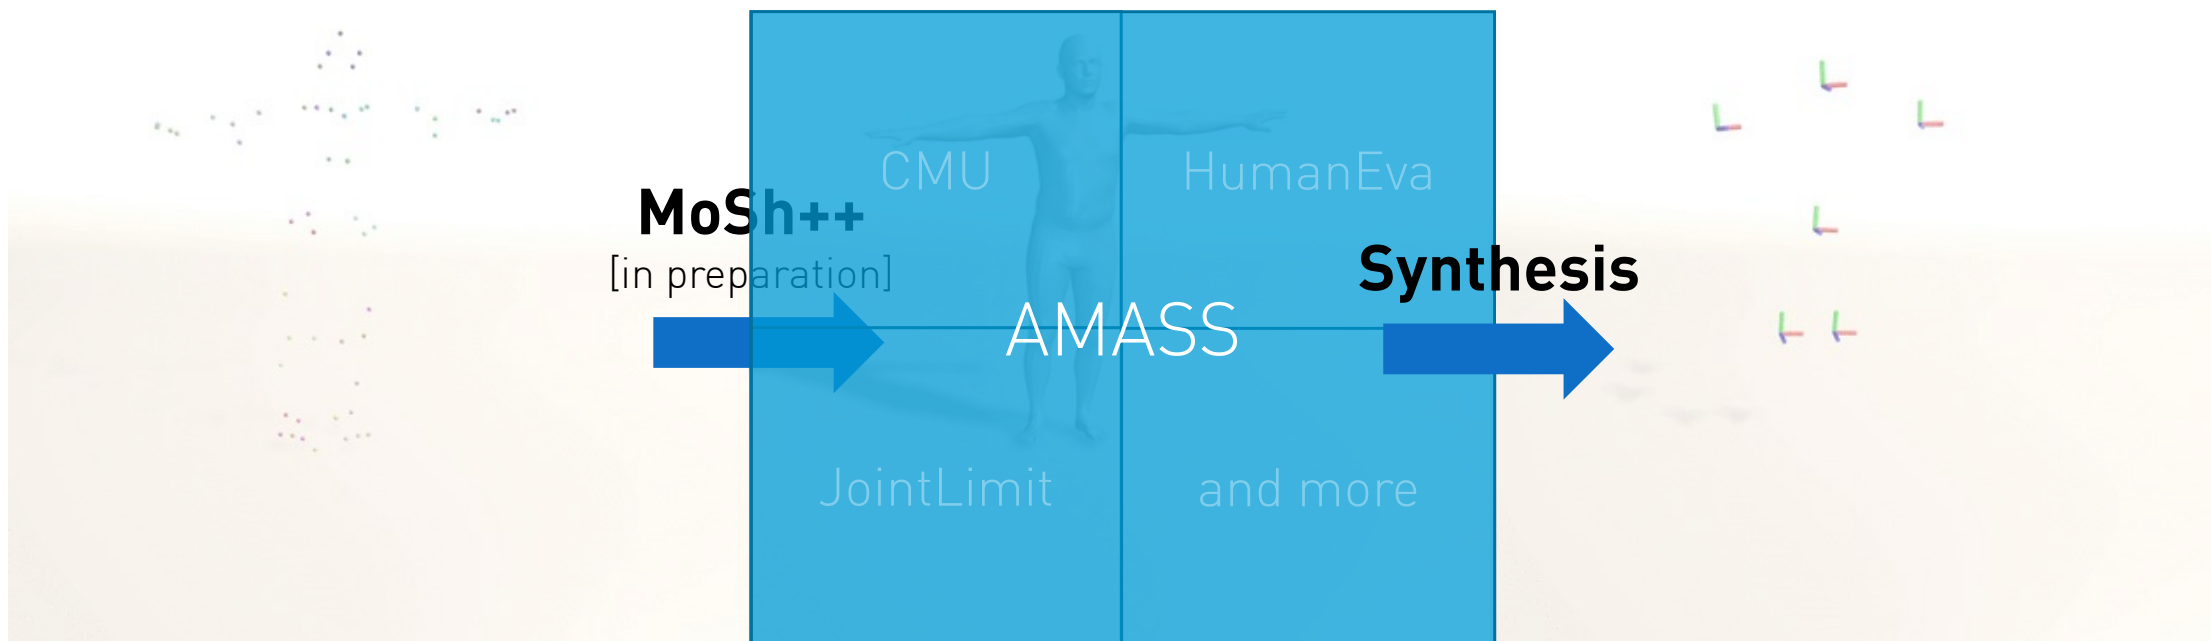 CMU
HumanEva
MoSh++
[in preparation]
Synthesis
AMASS
JointLimit
and more